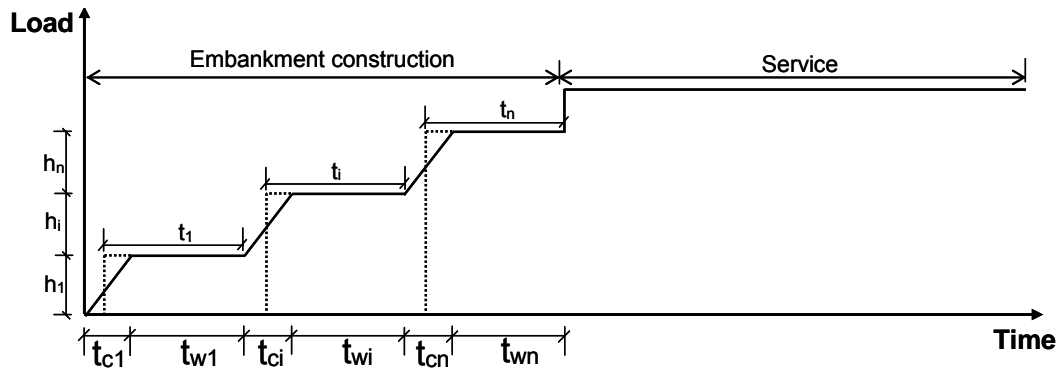 Load
Embankment construction
Service
tn
hn
ti
hi
t1
h1
Time
tc1 tw1 tci twi tcn twn